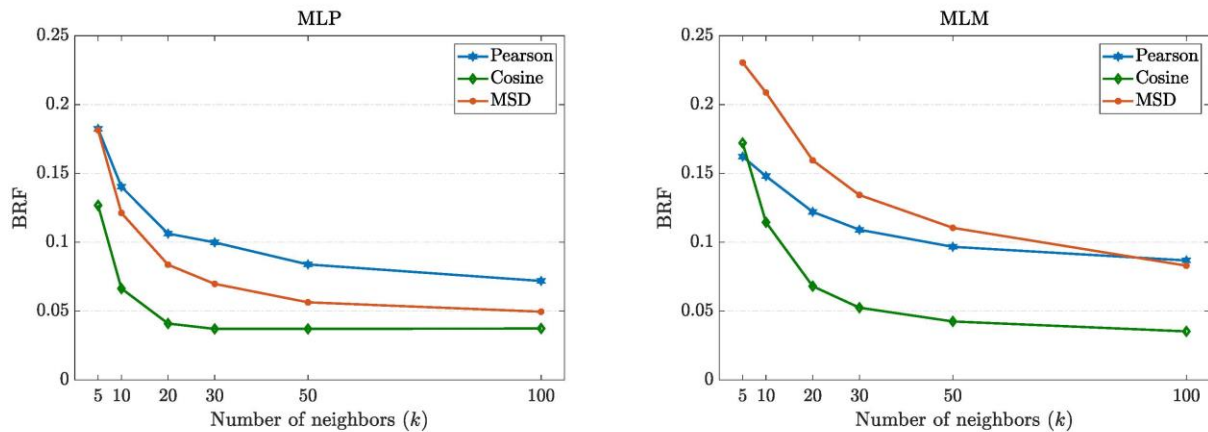 MLP
0.25
0.2
0.15
0.1
0.05
0
BRF
5 10 20 30 50 100
Number of neighbors (k)
Pearson
Cosine
MSD
MLM
0.25
0.2
0.15
0.1
0.05
0
BRF
5 10 20 30 50 100
Number of neighbors (k)
Pearson
Cosine
MSD